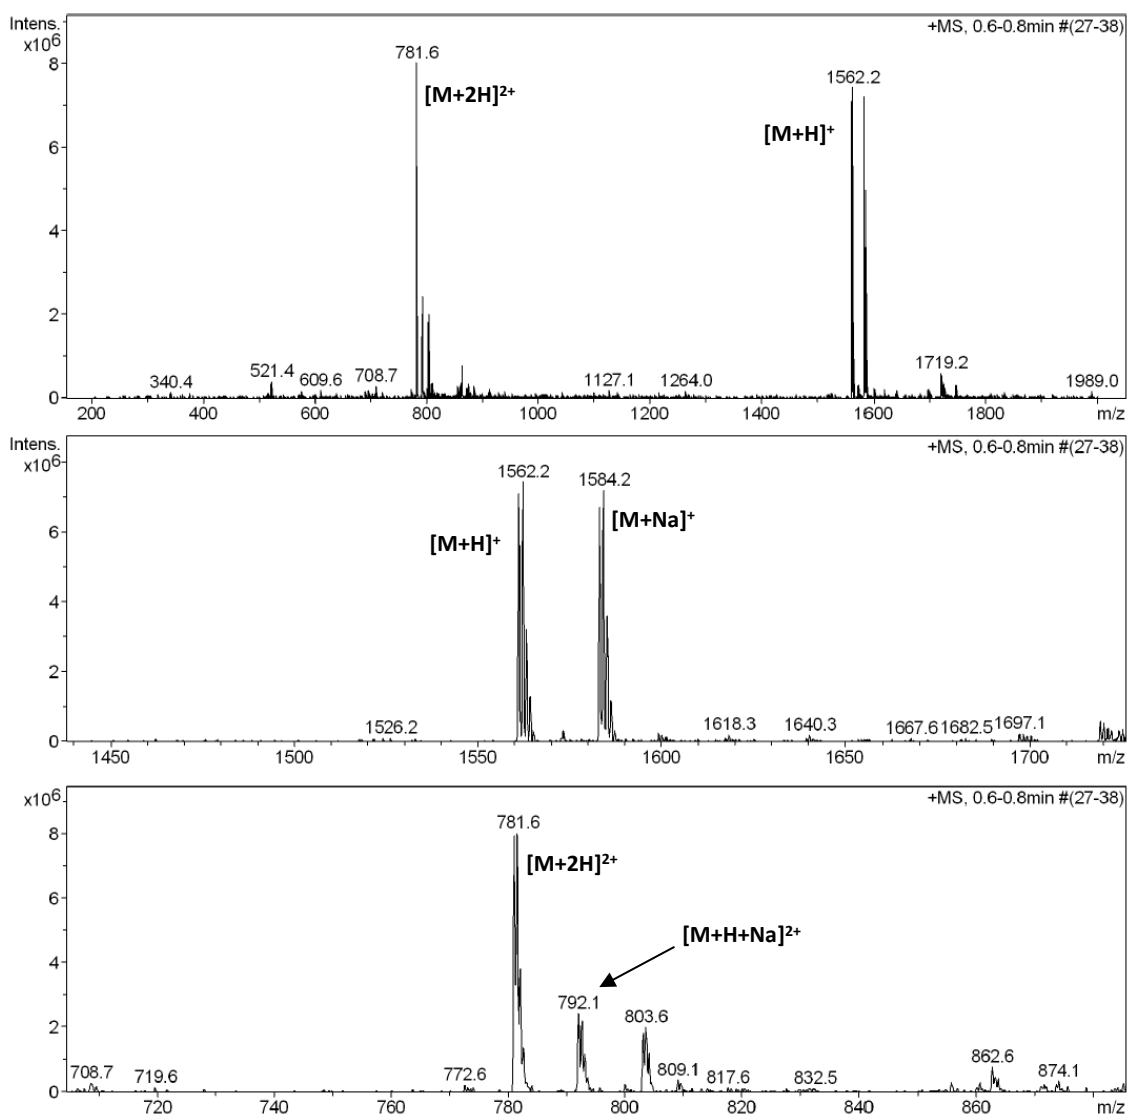 Intens.
x10⁶
+MS, 0.6-0.8min #(27-38)
781.6
[M+2H]²⁺
1562.2
[M+H]⁺
8
6
4
2
0
340.4
521.4
609.6
708.7
1127.1
1264.0
1719.2
1989.0
200 400 600 800 1000 1200 1400 1600 1800 m/z
Intens.
x10⁶
+MS, 0.6-0.8min #(27-38)
1562.2
[M+H]⁺
1584.2
[M+Na]⁺
6
4
2
0
1526.2
1618.3
1640.3
1667.6
1682.5
1697.1
1450 1500 1550 1600 1650 1700 m/z
x10⁶
+MS, 0.6-0.8min #(27-38)
781.6
[M+2H]²⁺
[M+H+Na]²⁺
8
6
4
2
0
708.7
719.6
772.6
792.1
803.6
809.1
817.6
832.5
862.6
874.1
720 740 760 780 800 820 840 860 m/z